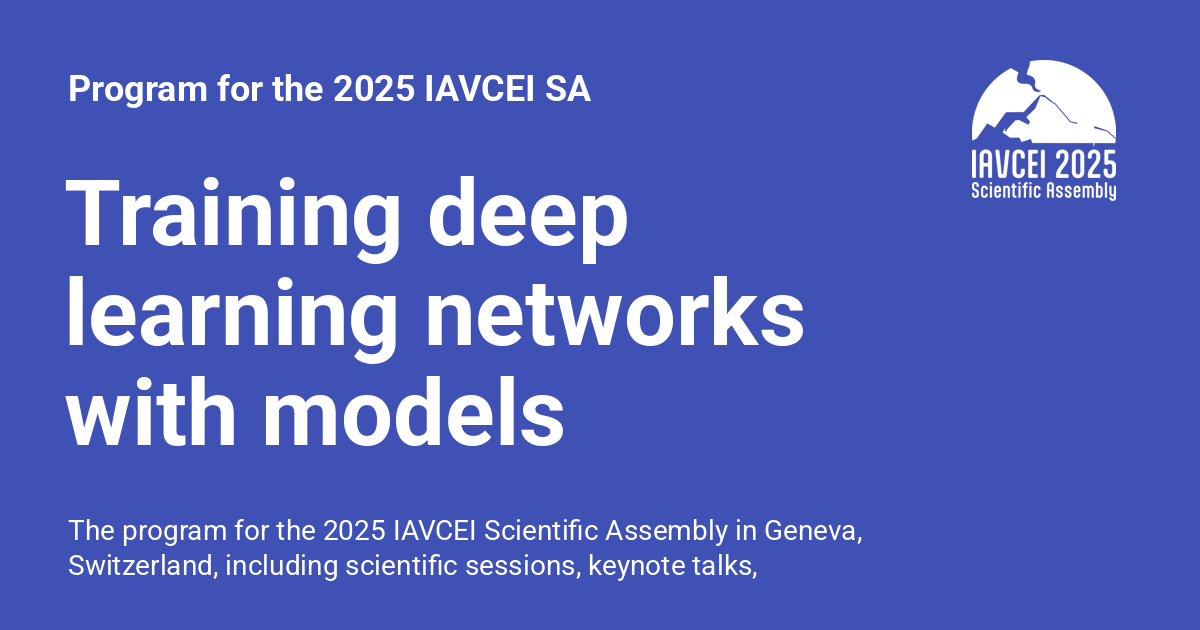 Program for the 2025 IAVCEI SA
IAVCEI 2025
Scientific Assembly
Training deep
learning networks
with models
The program for the 2025 IAVCEI Scientific Assembly in Geneva,
Switzerland, including scientific sessions, keynote talks,